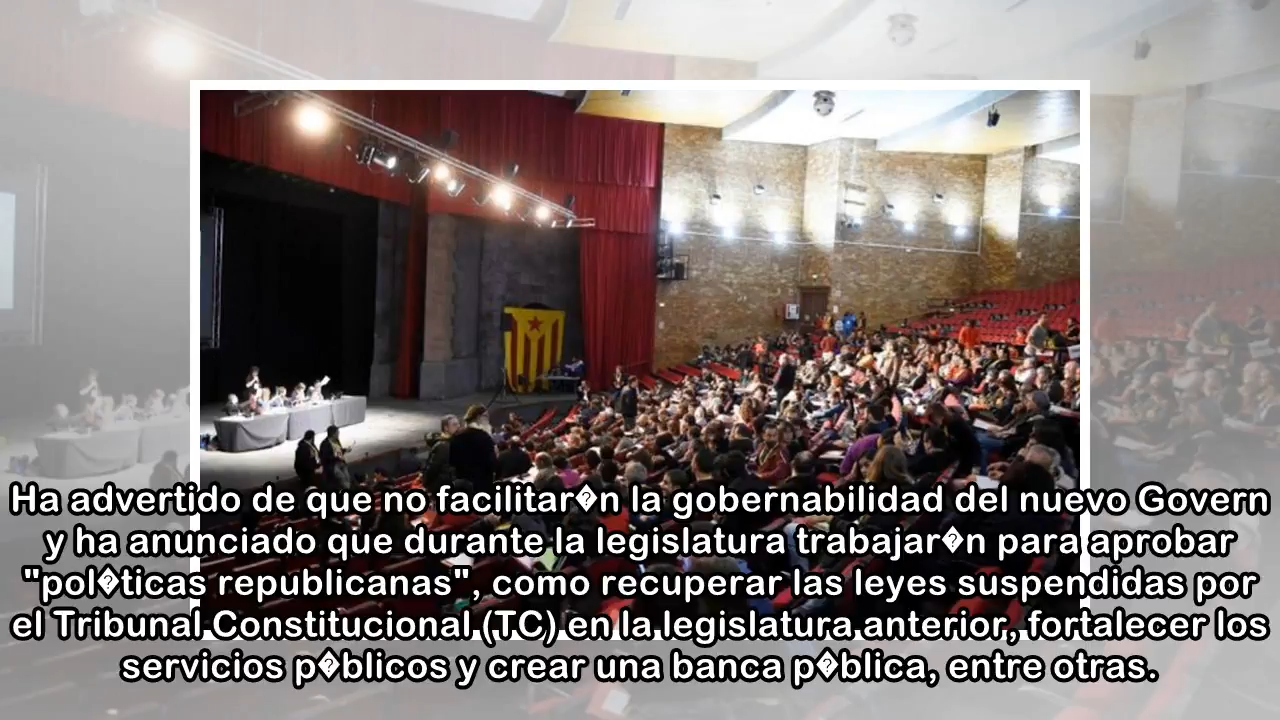 Ha advertido de que no facilitar�n la gobernabilidad del nuevo Govern
y ha anunciado que durante la legislatura trabajar�n para aprobar
"pol�ticas republicanas", como recuperar las leyes suspendidas por
el Tribunal Constitucional (TC) en la legislatura anterior, fortalecer los
servicios p�blicos y crear una banca p�blica, entre otras.